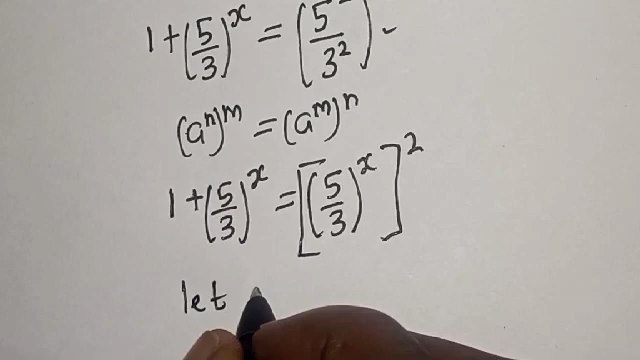 1+(5/3)^x = (5/3^2)
(a^n)^m = (a^m)^n
1+(5/3)^x = [(5/3)^x]^2
let